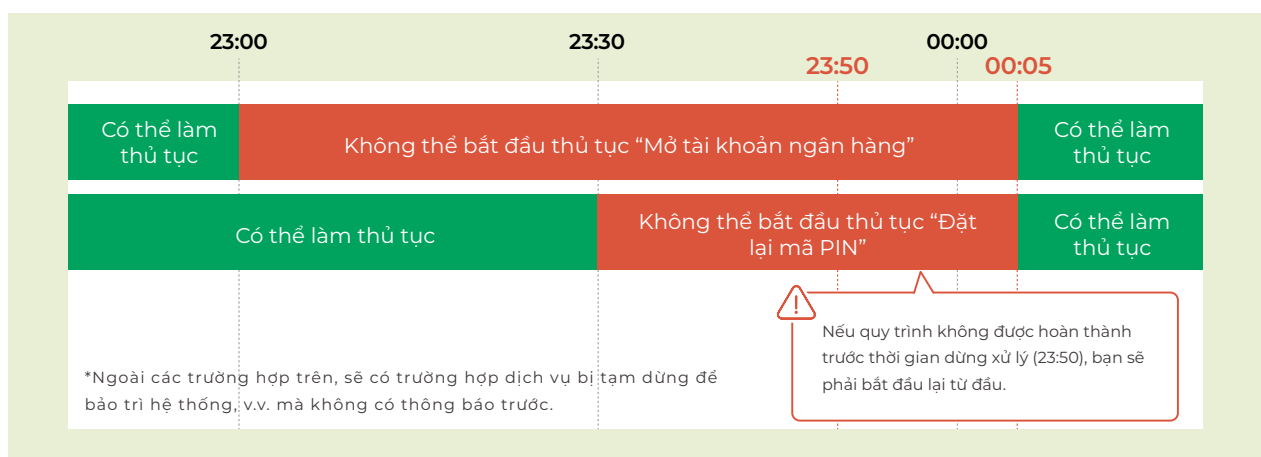 23:00
23:30
00:00
23:50
00:05
Có thể làm
thủ tục
Không thể bắt đầu thủ tục “Mở tài khoản ngân hàng”
Có thể làm
thủ tục
Có thể làm thủ tục
Không thể bắt đầu thủ tục “Đặt
lại mã PIN”
Có thể làm
thủ tục
Nếu quy trình không được hoàn thành
trước thời gian dừng xử lý (23:50), bạn sẽ
phải bắt đầu lại từ đầu.
*Ngoài các trường hợp trên, sẽ có trường hợp dịch vụ bị tạm dừng để
bảo trì hệ thống, v.v. mà không có thông báo trước.